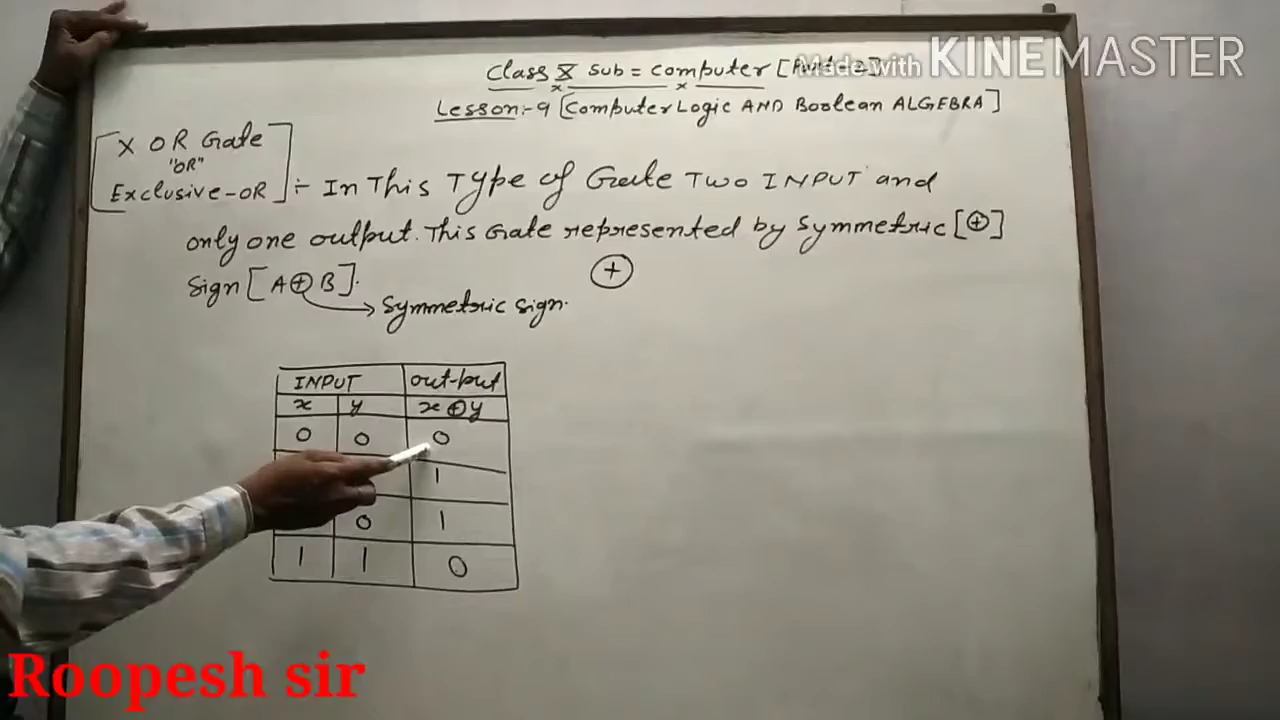 Made with KINEMASTER
Class X Sub = Computer [Part-2]
Lesson:-9 [Computer Logic AND Boolean ALGEBRA]
X OR Gate
"OR"
Exclusive-OR :- In This Type of Gate Two INPUT and
only one output. This Gate represented by Symmetric [⊕]
Sign [A⊕B].
⊕
Symmetric sign.
INPUT out-put
x y x⊕y
0 0 0
1
0 1
1 1 0
Roopesh sir